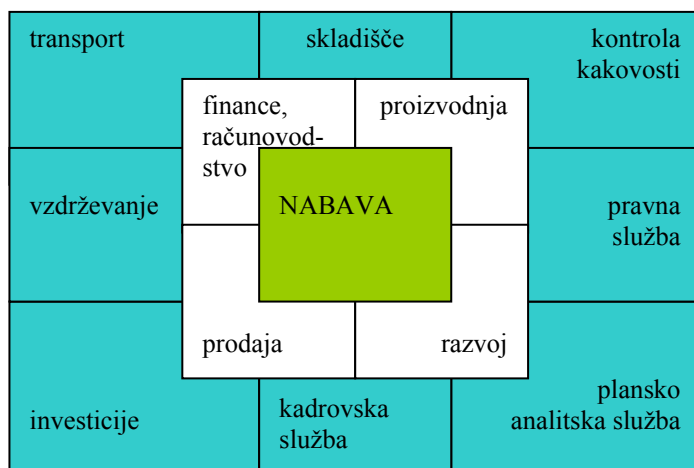 transport
skladišče
kontrola
kakovosti
finance,
računovod-
stvo
proizvodnja
vzdrževanje
NABAVA
pravna
služba
prodaja
razvoj
investicije
kadrovska
služba
plansko
analitska služba